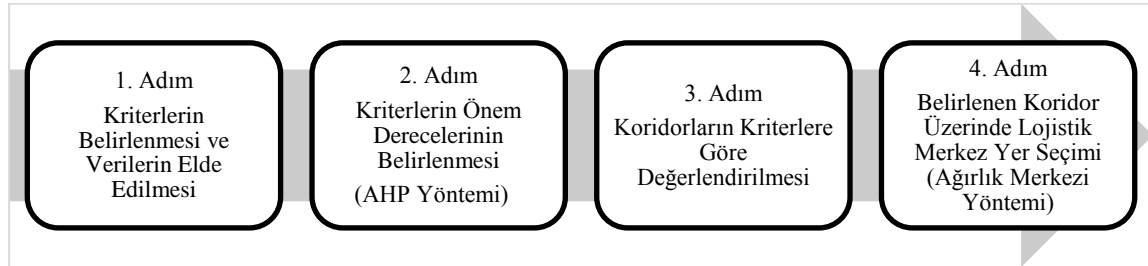 1. Adım
Kriterlerin
Belirlenmesi ve
Verilerin Elde
Edilmesi
2. Adım
Kriterlerin Önem
Derecelerinin
Belirlenmesi
(AHP Yöntemi)
3. Adım
Koridorların Kriterlere
Göre
Değerlendirilmesi
4. Adım
Belirlenen Koridor
Üzerinde Lojistik
Merkez Yer Seçimi
(Ağırlık Merkezi
Yöntemi)